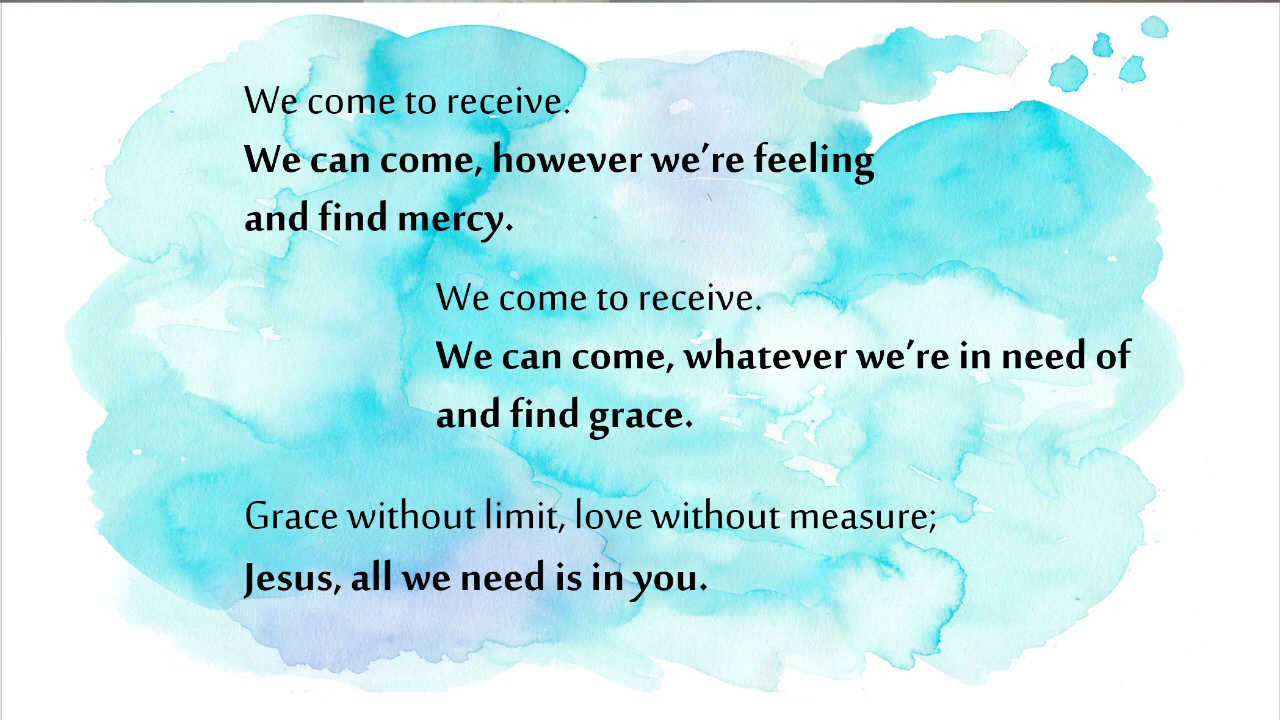 We come to receive.
We can come, however we’re feeling
and find mercy.
We come to receive.
We can come, whatever we’re in need of
and find grace.
Grace without limit, love without measure;
Jesus, all we need is in you.